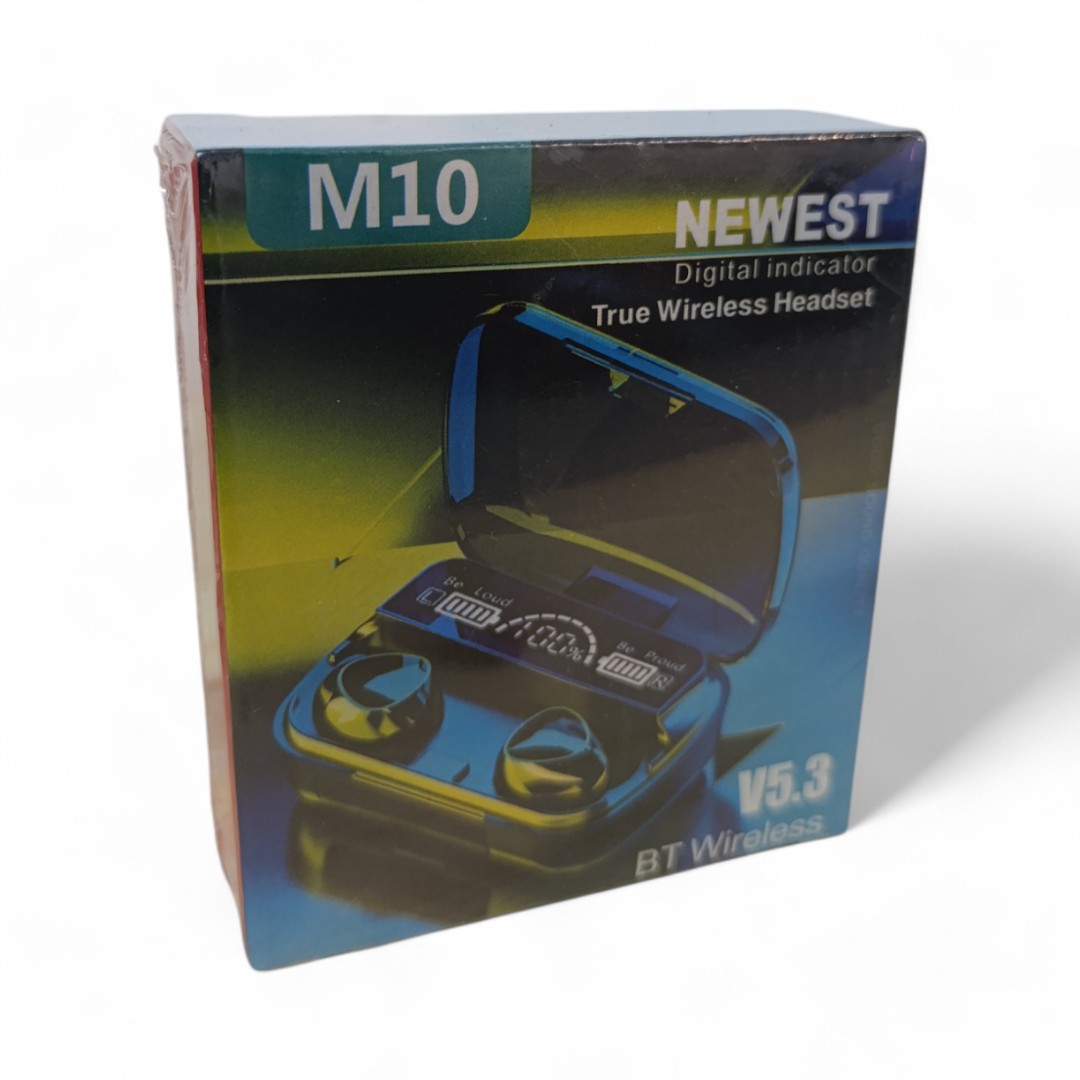 M10
NEWEST
Digital indicator
True Wireless Headset
Be Loud
L
100%
Be Proud
R
V5.3
BT Wireless